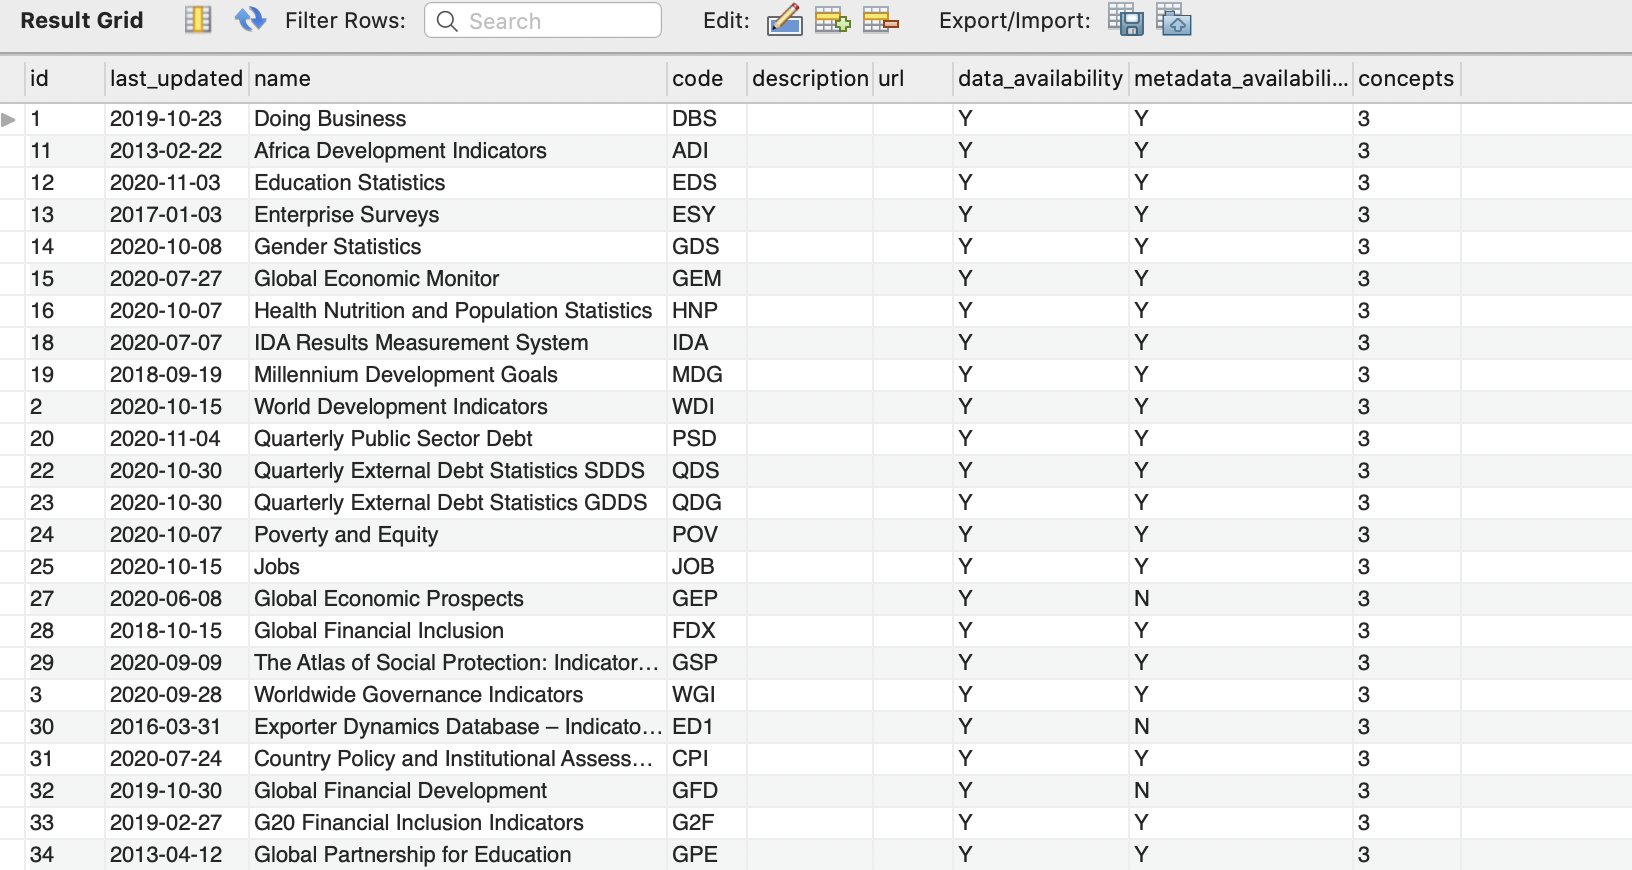 Result Grid Filter Rows: Search Edit: Export/Import:
id last_updated name code description url data_availability metadata_availabili... concepts
1 2019-10-23 Doing Business DBS Y Y 3
11 2013-02-22 Africa Development Indicators ADI Y Y 3
12 2020-11-03 Education Statistics EDS Y Y 3
13 2017-01-03 Enterprise Surveys ESY Y Y 3
14 2020-10-08 Gender Statistics GDS Y Y 3
15 2020-07-27 Global Economic Monitor GEM Y Y 3
16 2020-10-07 Health Nutrition and Population Statistics HNP Y Y 3
18 2020-07-07 IDA Results Measurement System IDA Y Y 3
19 2018-09-19 Millennium Development Goals MDG Y Y 3
2 2020-10-15 World Development Indicators WDI Y Y 3
20 2020-11-04 Quarterly Public Sector Debt PSD Y Y 3
22 2020-10-30 Quarterly External Debt Statistics SDDS QDS Y Y 3
23 2020-10-30 Quarterly External Debt Statistics GDDS QDG Y Y 3
24 2020-10-07 Poverty and Equity POV Y Y 3
25 2020-10-15 Jobs JOB Y Y 3
27 2020-06-08 Global Economic Prospects GEP Y N 3
28 2018-10-15 Global Financial Inclusion FDX Y Y 3
29 2020-09-09 The Atlas of Social Protection: Indicator... GSP Y Y 3
3 2020-09-28 Worldwide Governance Indicators WGI Y Y 3
30 2016-03-31 Exporter Dynamics Database – Indicato... ED1 Y N 3
31 2020-07-24 Country Policy and Institutional Assess... CPI Y Y 3
32 2019-10-30 Global Financial Development GFD Y N 3
33 2019-02-27 G20 Financial Inclusion Indicators G2F Y Y 3
34 2013-04-12 Global Partnership for Education GPE Y Y 3